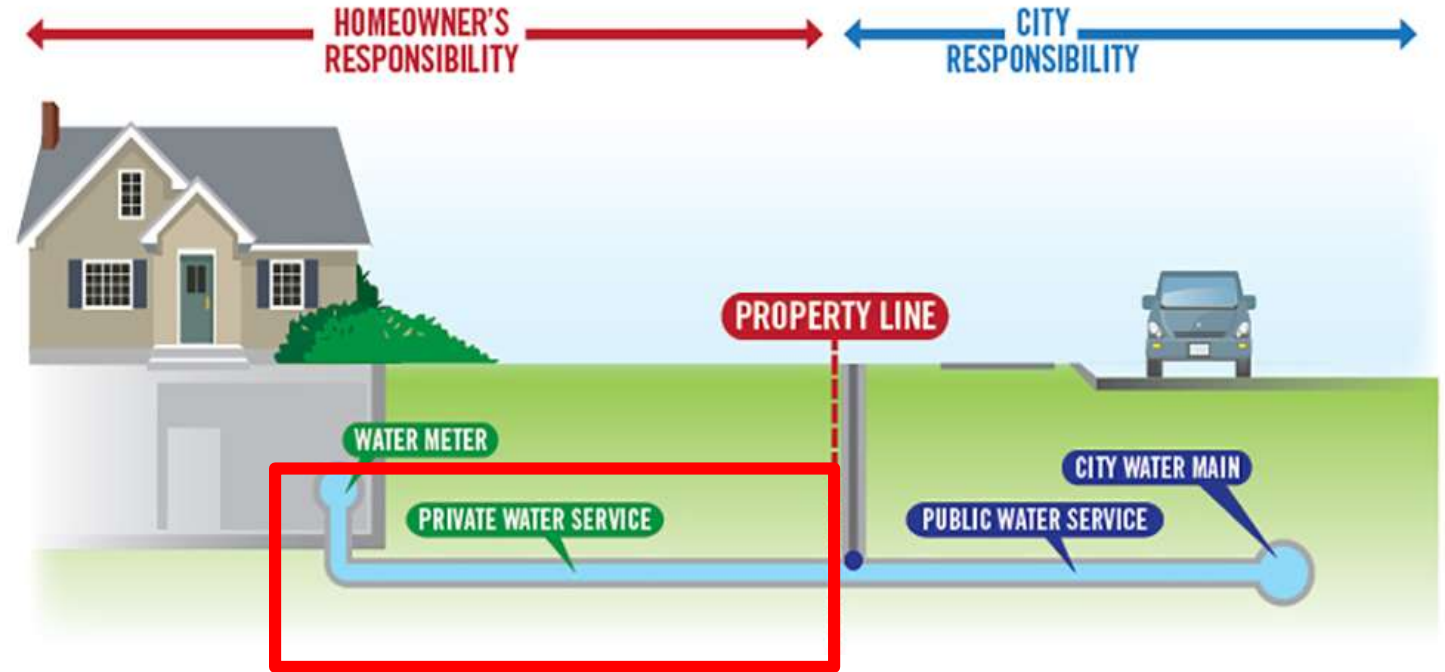 HOMEOWNER'S
RESPONSIBILITY
CITY
RESPONSIBILITY
PROPERTY LINE
WATER METER
CITY WATER MAIN
PRIVATE WATER SERVICE
PUBLIC WATER SERVICE